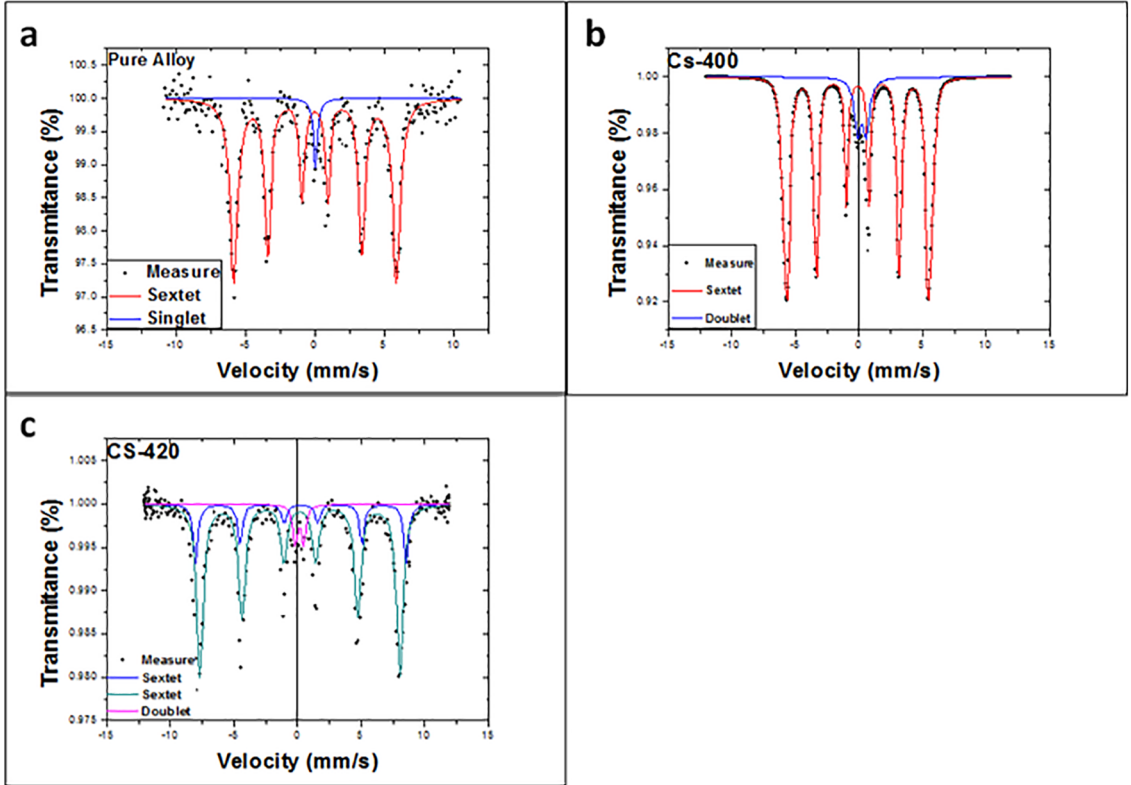 a
Pure Alloy
100.5
100.0
99.5
99.0
98.5
98.0
97.5
97.0
96.5
Transmitance (%)
Measure
Sextet
Singlet
-15
-10
-5
0
5
10
15
Velocity (mm/s)
b
Cs-400
1.00
0.98
0.96
0.94
0.92
Transmitance (%)
Measure
Sextet
Doublet
-15
-10
-5
0
5
10
15
Velocity (mm/s)
c
CS-420
1.005
1.000
0.995
0.990
0.985
0.980
0.975
Transmitance (%)
Measure
Sextet
Sextet
Doublet
-15
-10
-5
0
5
10
15
Velocity (mm/s)